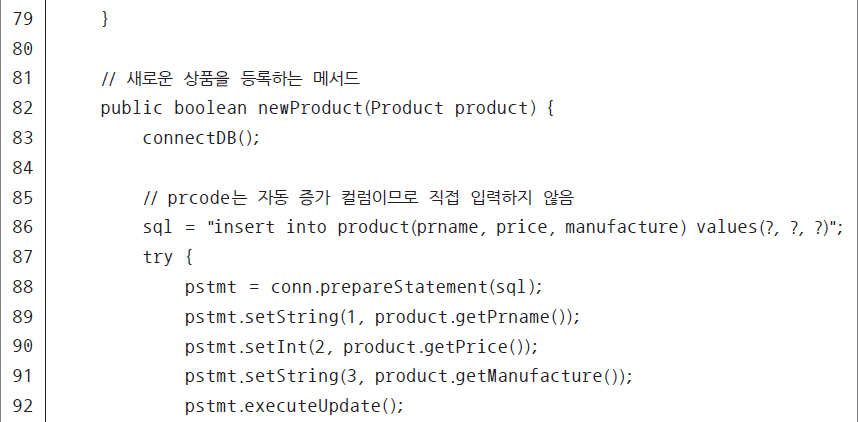 79 }
80
81 // 새로운 상품을 등록하는 메서드
82 public boolean newProduct(Product product) {
83 connectDB();
84
85 // prcode는 자동 증가 컬럼이므로 직접 입력하지 않음
86 sql = "insert into product(prname, price, manufacture) values(?, ?, ?)";
87 try {
88 pstmt = conn.prepareStatement(sql);
89 pstmt.setString(1, product.getPrname());
90 pstmt.setInt(2, product.getPrice());
91 pstmt.setString(3, product.getManufacture());
92 pstmt.executeUpdate();